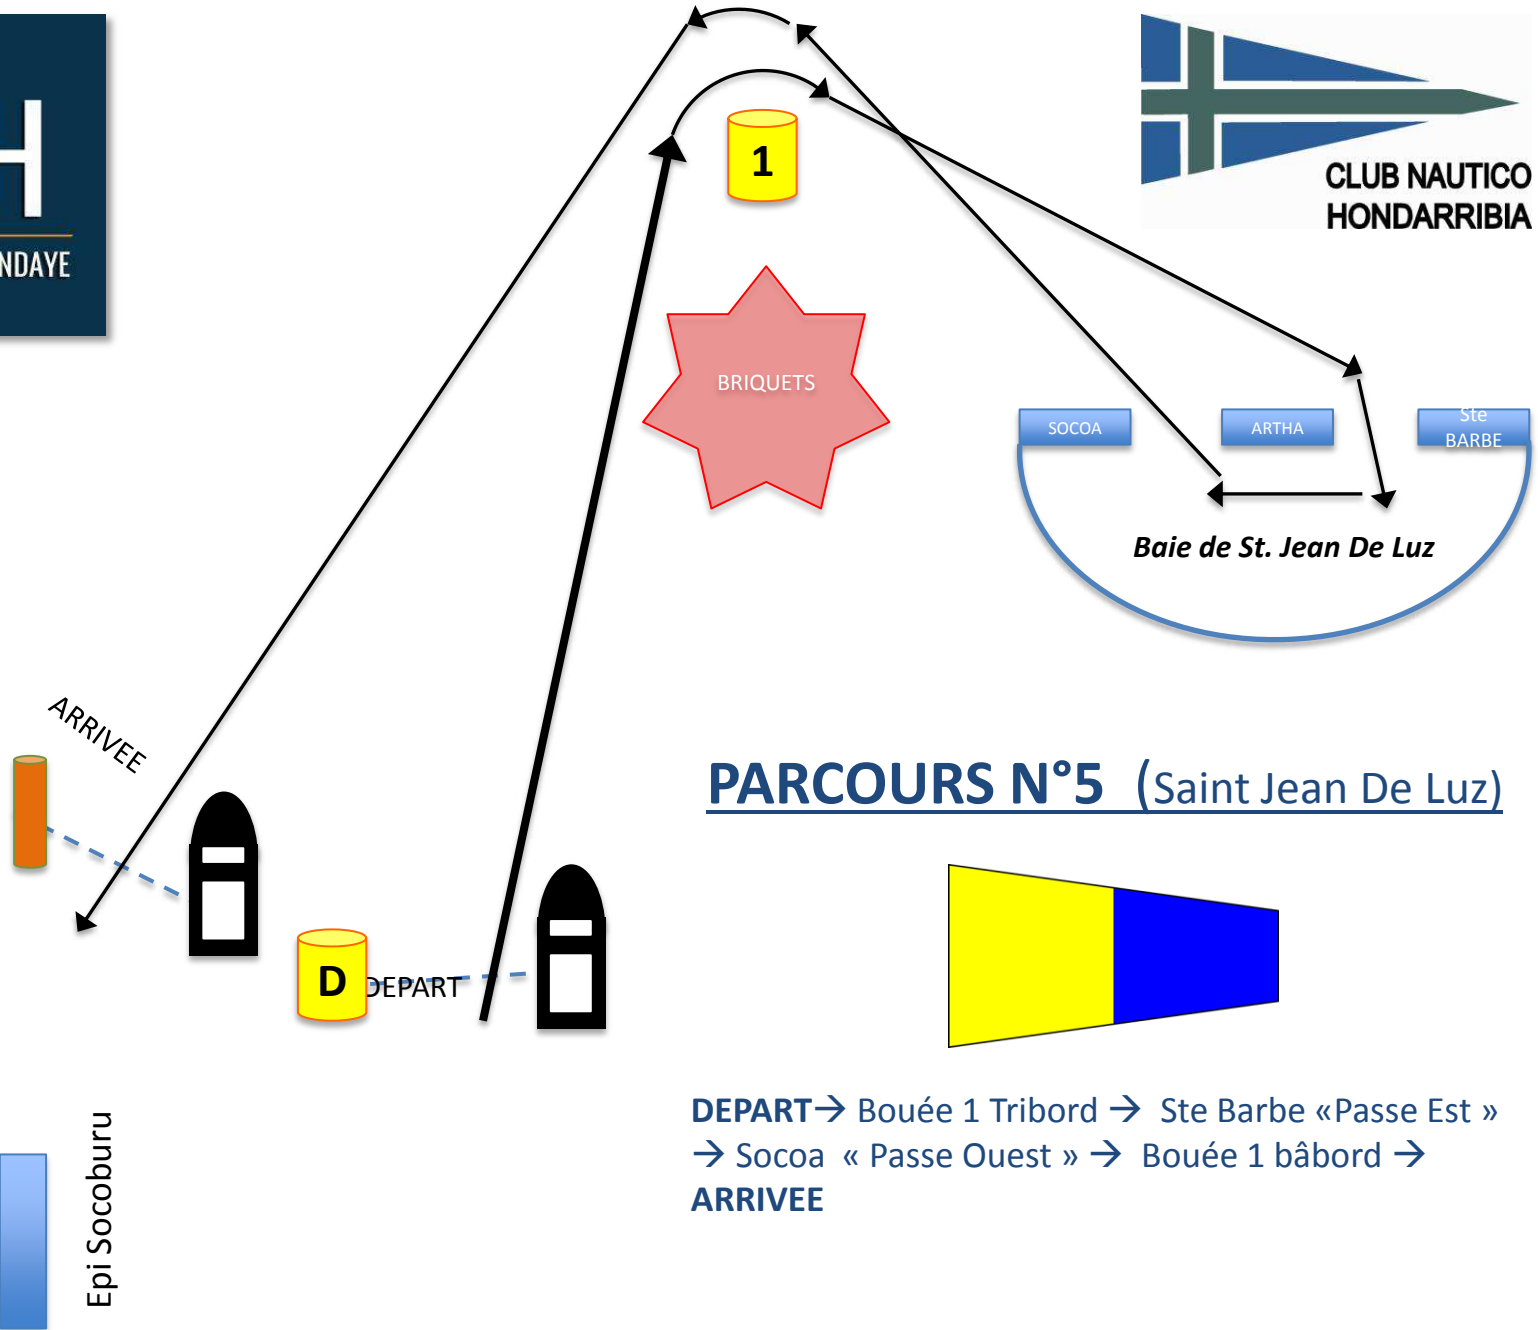 H
NDAYE
1
CLUB NAUTICO
HONDARRIBIA
BRIQUETS
SOCOA
ARTHA
Ste
BARBE
Baie de St. Jean De Luz
ARRIVEE
PARCOURS N°5 (Saint Jean De Luz)
D
DEPART
DEPART→ Bouée 1 Tribord → Ste Barbe «Passe Est »
→ Socoa « Passe Ouest » → Bouée 1 bâbord →
ARRIVEE
Epi Socoburu